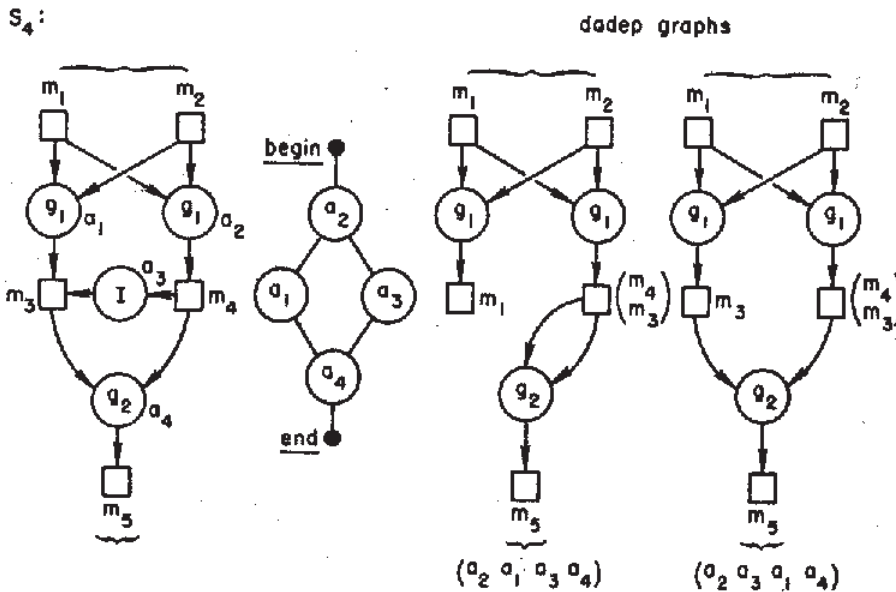 S₄:
m₁
m₂
g₁
a₁
g₁
a₂
m₃
I
a₃
m₄
g₂
a₄
m₅
begin
a₂
a₁
a₃
a₄
end
dadep graphs
m₁
m₂
g₁
g₁
m₁
(m₄
m₃)
g₂
m₅
(a₂ a₁ a₃ a₄)
m₁
m₂
g₁
g₁
m₃
(m₄
m₃)
g₂
m₅
(a₂ a₃ a₁ a₄)